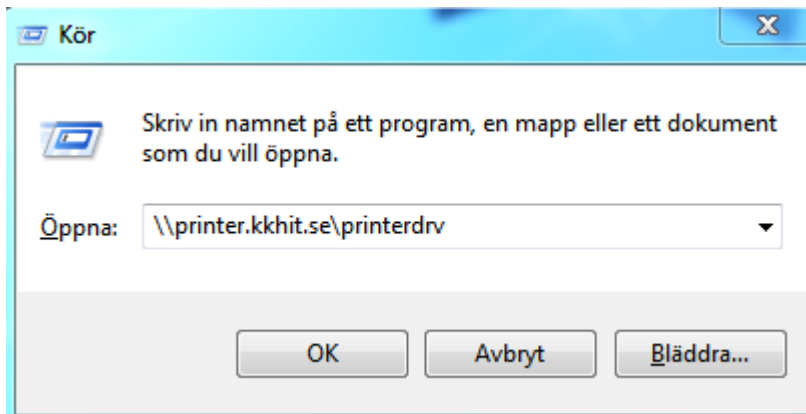 Kör
Skriv in namnet på ett program, en mapp eller ett dokument
som du vill öppna.
Öppna: \\printer.kkhit.se\printerdrv
OK Avbryt Bläddra...